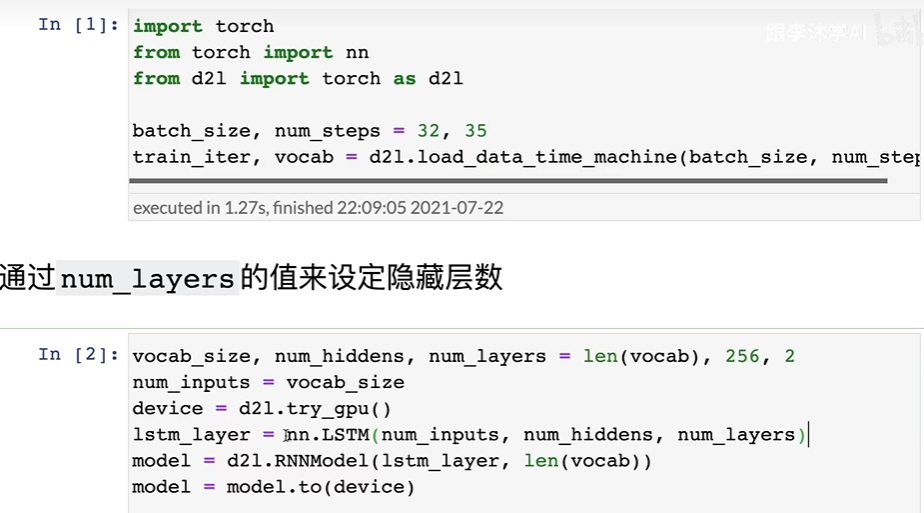 跟李沐学AI
In [1]: import torch
from torch import nn
from d2l import torch as d2l
batch_size, num_steps = 32, 35
train_iter, vocab = d2l.load_data_time_machine(batch_size, num_step
executed in 1.27s, finished 22:09:05 2021-07-22
通过num_layers的值来设定隐藏层数
In [2]: vocab_size, num_hiddens, num_layers = len(vocab), 256, 2
num_inputs = vocab_size
device = d2l.try_gpu()
lstm_layer = nn.LSTM(num_inputs, num_hiddens, num_layers)
model = d2l.RNNModel(lstm_layer, len(vocab))
model = model.to(device)